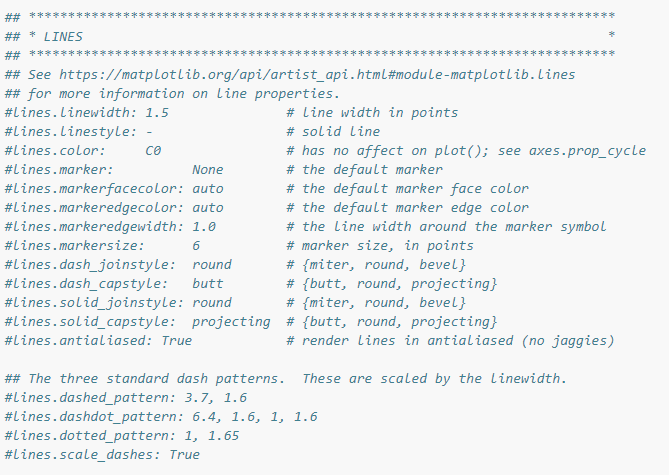 ## ***************************************************************************
## * LINES                                                                   *
## ***************************************************************************
## See https://matplotlib.org/api/artist_api.html#module-matplotlib.lines
## for more information on line properties.
#lines.linewidth: 1.5               # line width in points
#lines.linestyle: -                 # solid line
#lines.color:     C0                # has no affect on plot(); see axes.prop_cycle
#lines.marker:          None        # the default marker
#lines.markerfacecolor: auto        # the default marker face color
#lines.markeredgecolor: auto        # the default marker edge color
#lines.markeredgewidth: 1.0         # the line width around the marker symbol
#lines.markersize:      6           # marker size, in points
#lines.dash_joinstyle:  round       # {miter, round, bevel}
#lines.dash_capstyle:   butt        # {butt, round, projecting}
#lines.solid_joinstyle: round       # {miter, round, bevel}
#lines.solid_capstyle:  projecting  # {butt, round, projecting}
#lines.antialiased: True            # render lines in antialiased (no jaggies)

## The three standard dash patterns.  These are scaled by the linewidth.
#lines.dashed_pattern: 3.7, 1.6
#lines.dashdot_pattern: 6.4, 1.6, 1, 1.6
#lines.dotted_pattern: 1, 1.65
#lines.scale_dashes: True